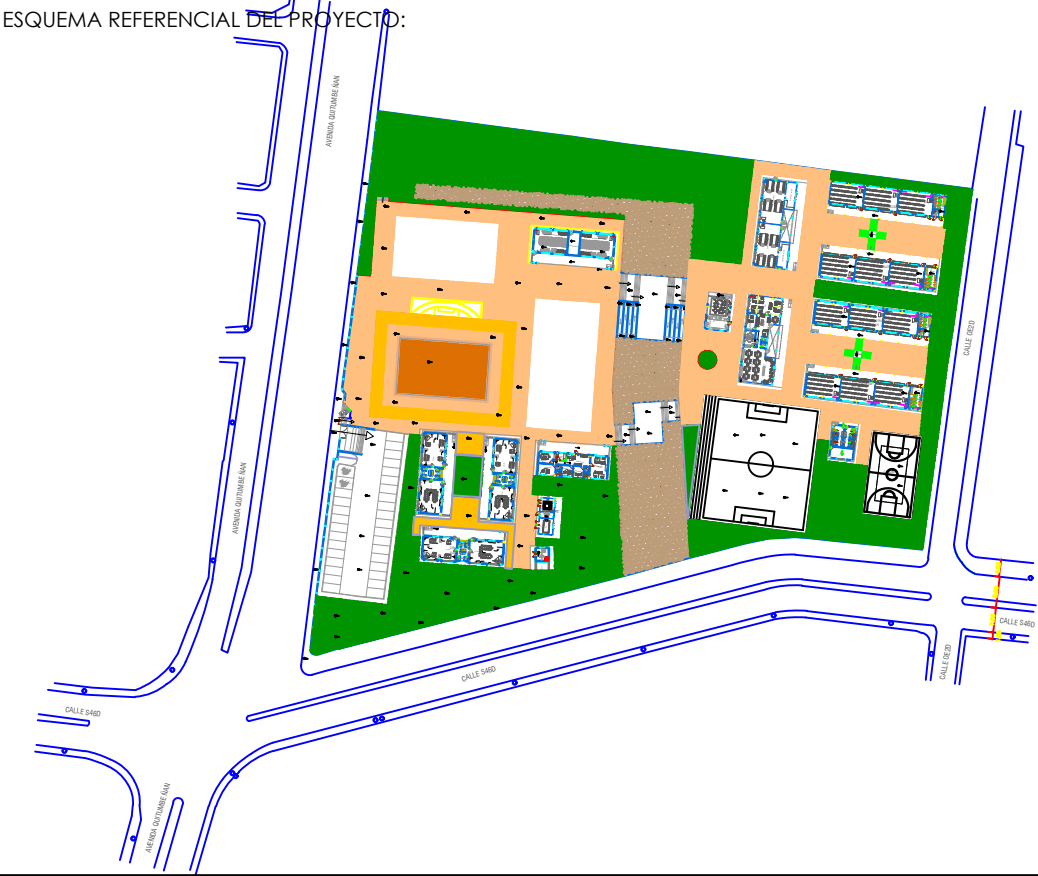 ESQUEMA REFERENCIAL DEL PROYECTO:
AVENIDA QUITUMBE ÑAN
CALLE OE2D
AVENIDA QUITUMBE ÑAN
CALLE S46D
CALLE OE2D
CALLE S46D
CALLE S46D
AVENIDA QUITUMBE ÑAN